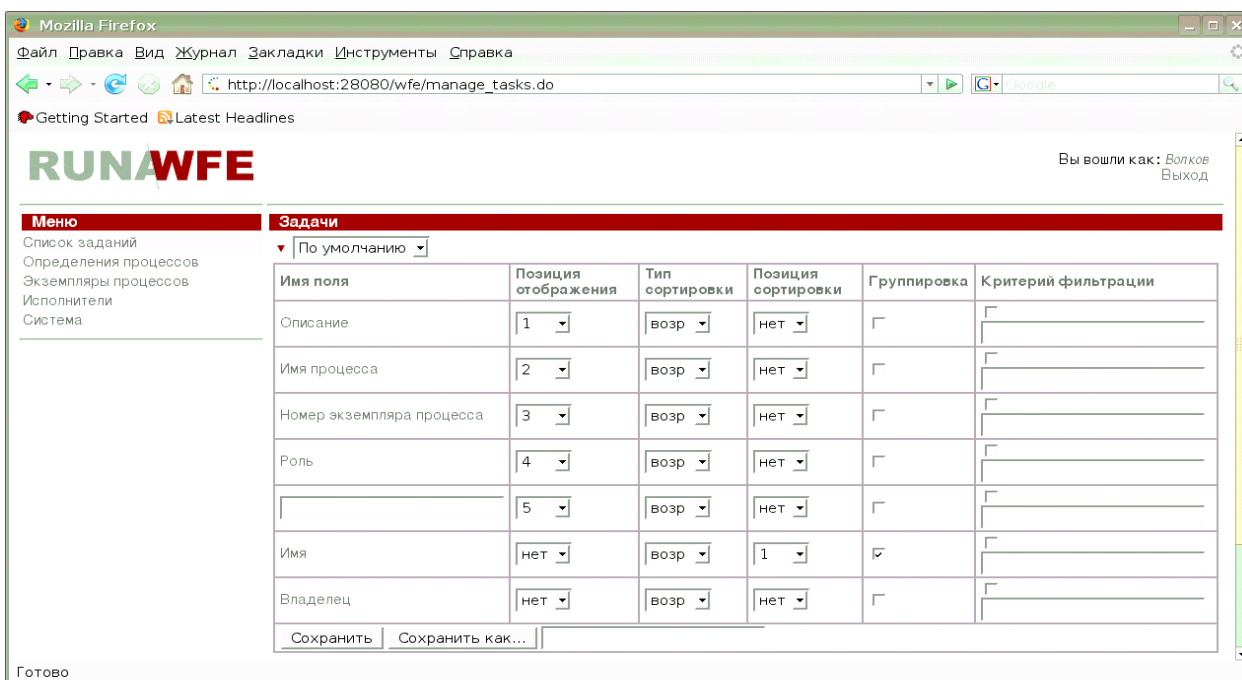 Mozilla Firefox
Файл Правка Вид Журнал Закладки Инструменты Справка
http://localhost:28080/wfe/manage_tasks.do
G Google
Getting Started Latest Headlines
RUNAWFE
Вы вошли как: Волков
Выход
Меню
Список заданий
Определения процессов
Экземпляры процессов
Исполнители
Система
Задачи
По умолчанию
Имя поля Позиция отображения Тип сортировки Позиция сортировки Группировка Критерий фильтрации
Описание 1 возр нет
Имя процесса 2 возр нет
Номер экземпляра процесса 3 возр нет
Роль 4 возр нет
5 возр нет
Имя нет возр 1
Владелец нет возр нет
Сохранить Сохранить как...
Готово